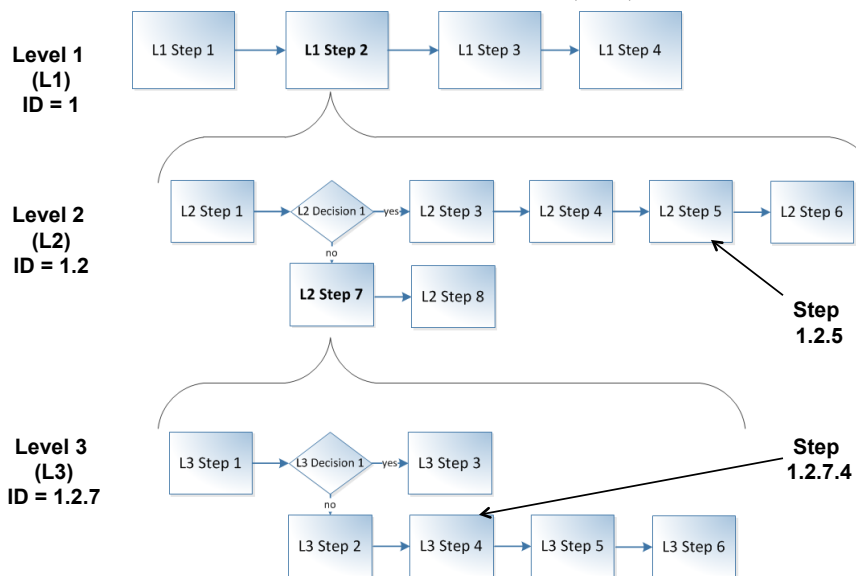 Level 1
(L1)
ID = 1
L1 Step 1
L1 Step 2
L1 Step 3
L1 Step 4
Level 2
(L2)
ID = 1.2
L2 Step 1
L2 Decision 1
yes
L2 Step 3
L2 Step 4
L2 Step 5
L2 Step 6
no
L2 Step 7
L2 Step 8
Step
1.2.5
Level 3
(L3)
ID = 1.2.7
L3 Step 1
L3 Decision 1
yes
L3 Step 3
Step
1.2.7.4
no
L3 Step 2
L3 Step 4
L3 Step 5
L3 Step 6